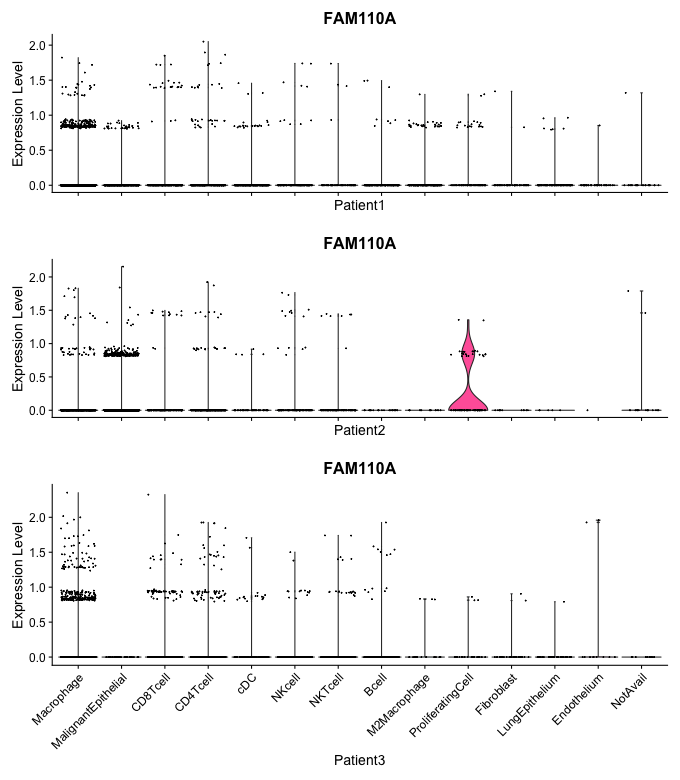 FAM110A
Expression Level
2.0
1.5
1.0
0.5
0.0
Patient1
FAM110A
Expression Level
2.0
1.5
1.0
0.5
0.0
Patient2
FAM110A
Expression Level
2.0
1.5
1.0
0.5
0.0
Macrophage
MalignantEpithelial
CD8Tcell
CD4Tcell
cDC
NKcell
NKTcell
Bcell
M2Macrophage
ProliferatingCell
Fibroblast
LungEpithelium
Endothelium
NotAvail
Patient3